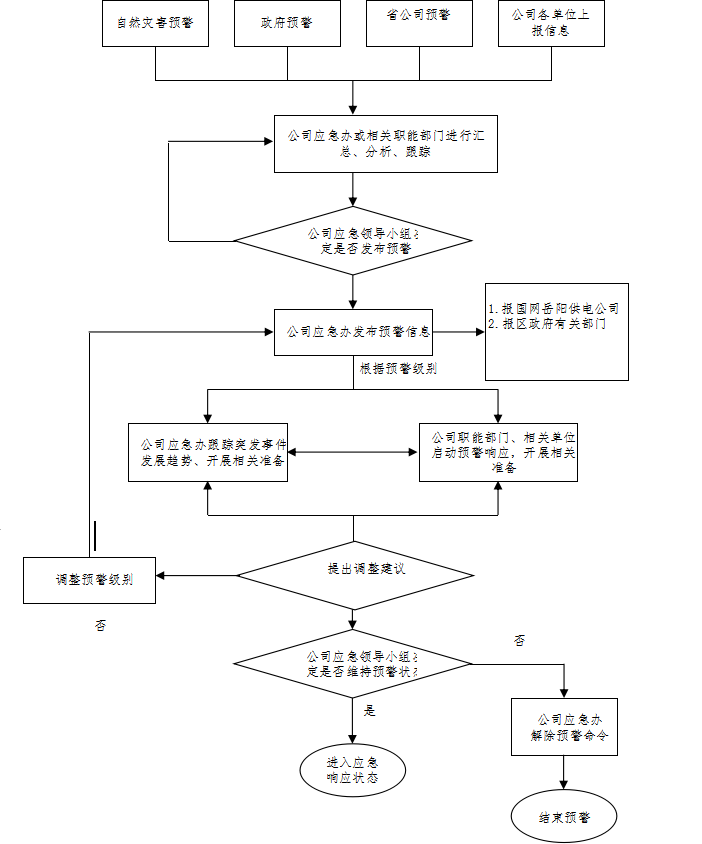 自然灾害预警
政府预警
省公司预警
公司各单位上
报信息
公司应急办或相关职能部门进行汇
总、分析、跟踪
公司应急领导小组
定是否发布预警
公司应急办发布预警信息
1.报国网岳阳供电公司
2.报区政府有关部门
根据预警级别
公司应急办跟踪突发事件
发展趋势、开展相关准备
公司职能部门、相关单位
启动预警响应，开展相关
准备
提出调整建议
调整预警级别
否
公司应急领导小组
定是否维持预警状
否
是
公司应急办
解除预警命令
进入应急
响应状态
结束预警